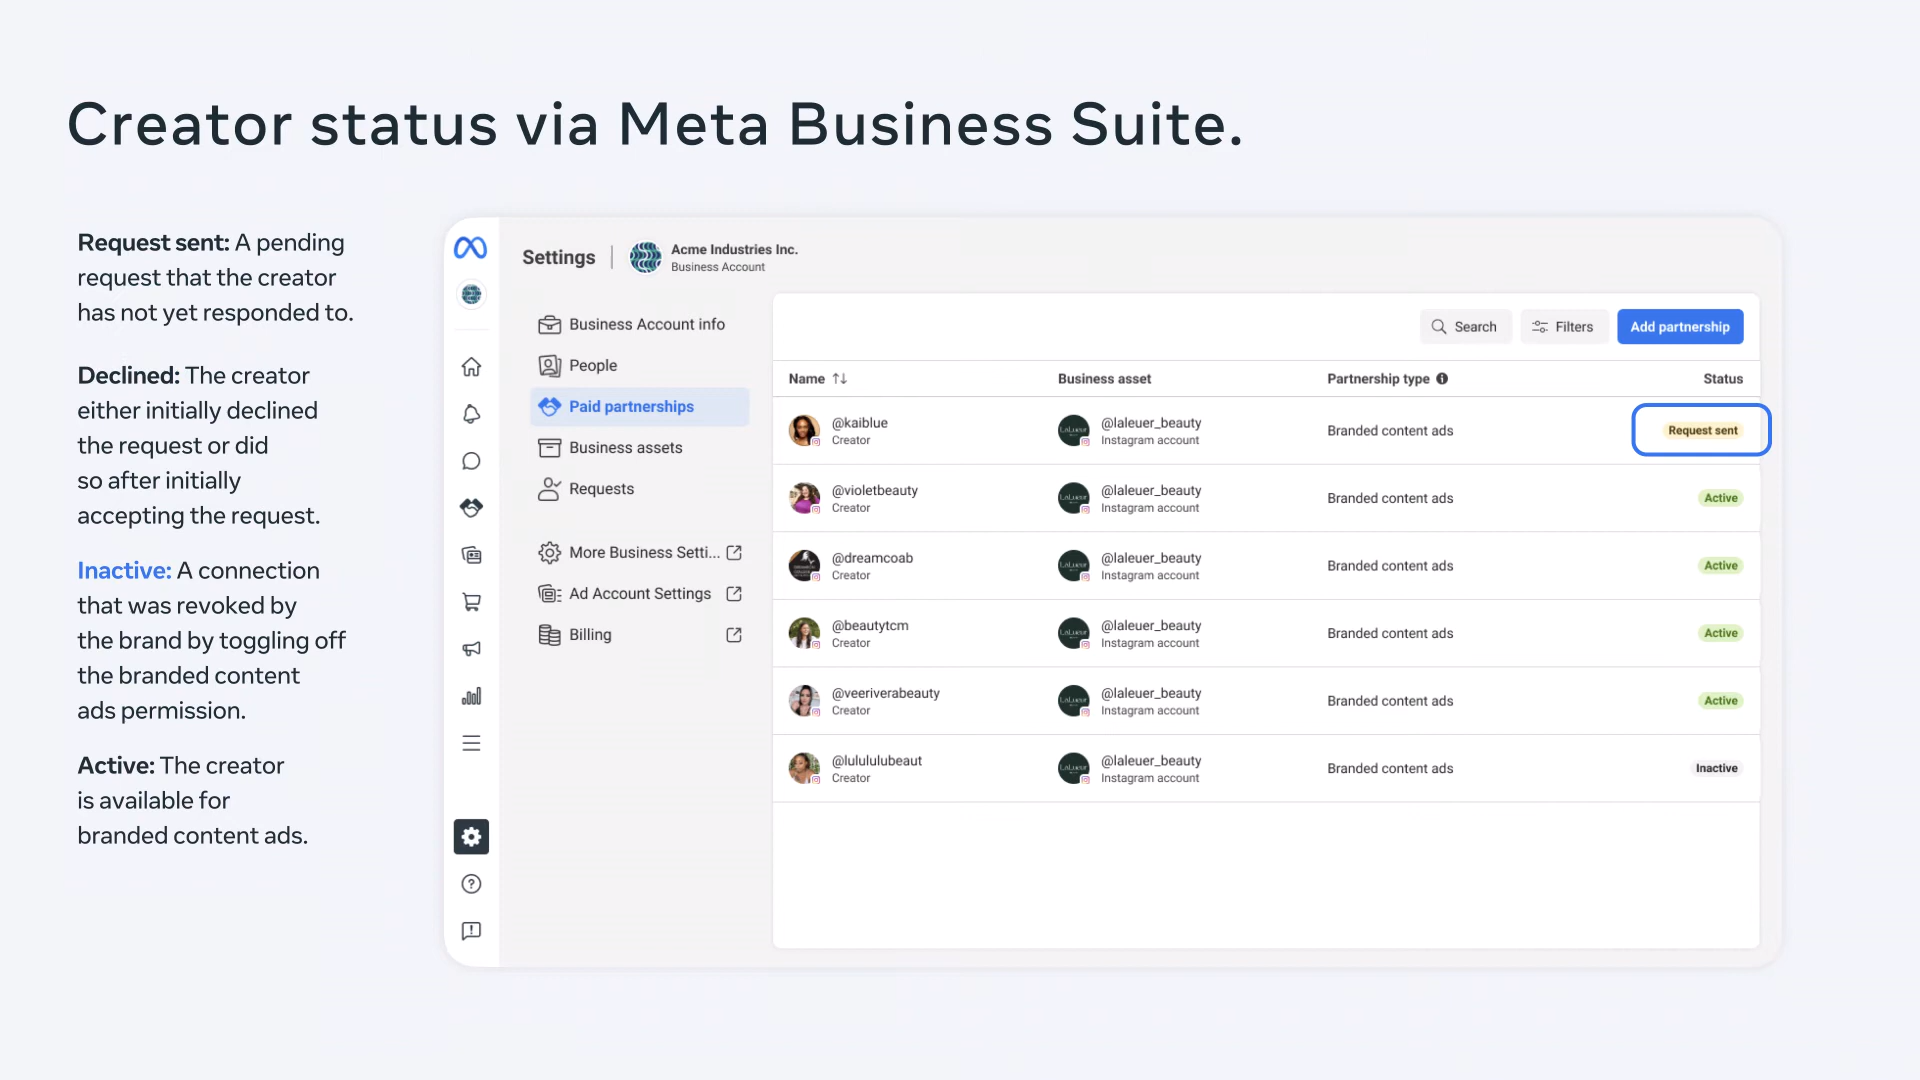 Creator status via Meta Business Suite.
Request sent: A pending
request that the creator
has not yet responded to.
Declined: The creator
either initially declined
the request or did
so after initially
accepting the request.
Inactive: A connection
that was revoked by
the brand by toggling off
the branded content
ads permission.
Active: The creator
is available for
branded content ads.
Settings
Acme Industries Inc.
Business Account
Business Account info
People
Paid partnerships
Business assets
Requests
More Business Setti...
Ad Account Settings
Billing
Search Filters Add partnership
Name Business asset Partnership type Status
@kaiblue @laleuer_beauty
Creator Instagram account
Branded content ads Request sent
@violetbeauty @laleuer_beauty
Creator Instagram account
Branded content ads Active
@dreamcoab @laleuer_beauty
Creator Instagram account
Branded content ads Active
@beautytcm @laleuer_beauty
Creator Instagram account
Branded content ads Active
@veeriverabeauty @laleuer_beauty
Creator Instagram account
Branded content ads Active
@lulululubeaut @laleuer_beauty
Creator Instagram account
Branded content ads Inactive